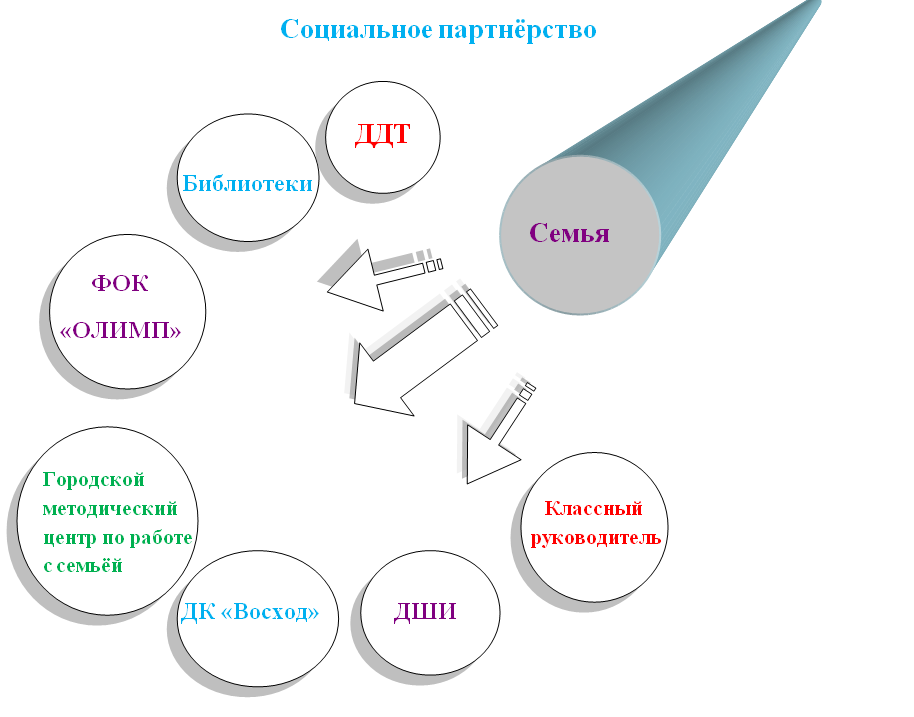 Социальное партнёрство
ДДТ
Библиотеки
Семья
ФОК
«ОЛИМП»
Городской
методический
центр по работе
с семьёй
Классный
руководитель
ДК «Восход»
ДШИ